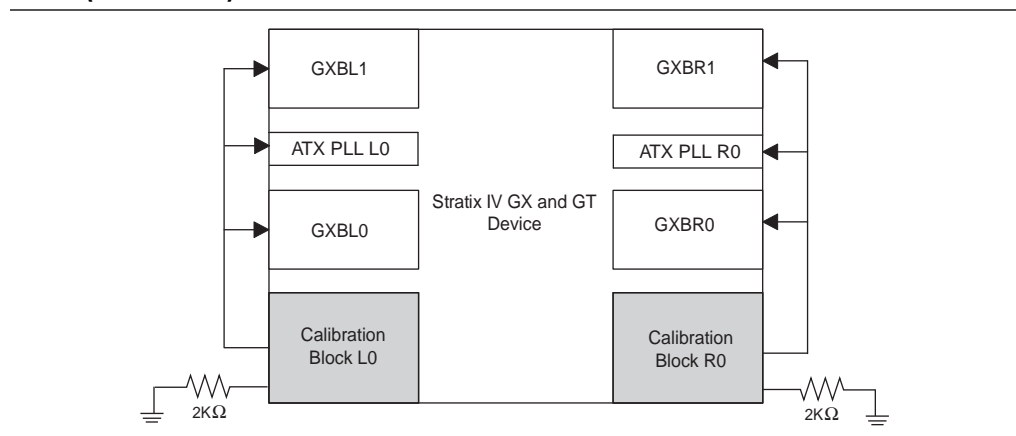 GXBL1
GXBR1
ATX PLL L0
ATX PLL R0
Stratix IV GX and GT
Device
GXBL0
GXBR0
Calibration
Block L0
Calibration
Block R0
2KΩ
2KΩ